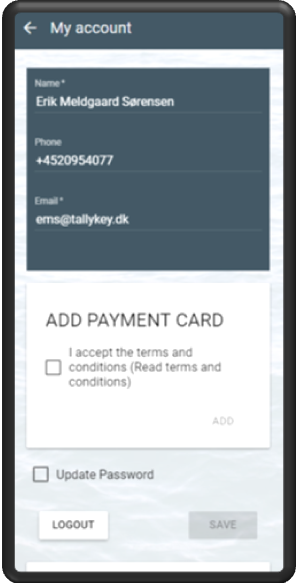 My account
Name*
Erik Meldgaard Sørensen
Phone
+4520954077
Email*
ems@tallykey.dk
ADD PAYMENT CARD
I accept the terms and
conditions (Read terms and
conditions)
ADD
Update Password
LOGOUT
SAVE